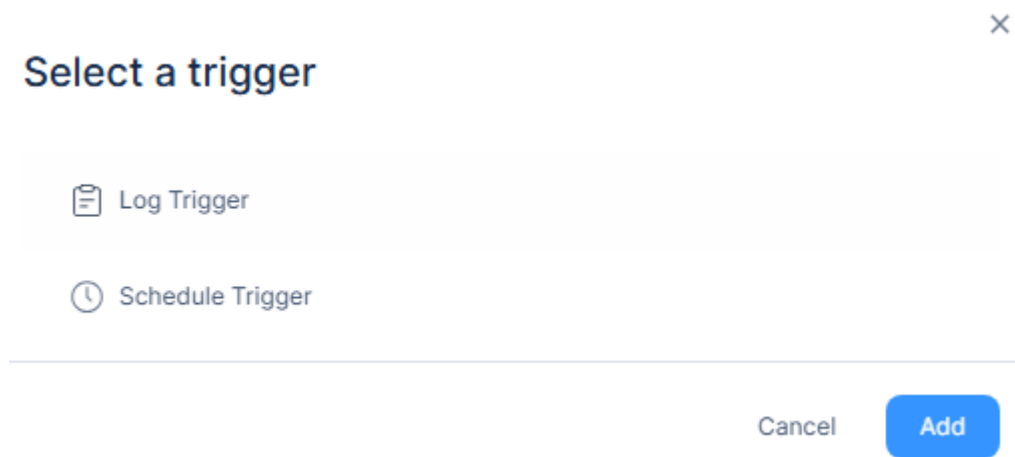 Select a trigger
Log Trigger
Schedule Trigger
Cancel
Add